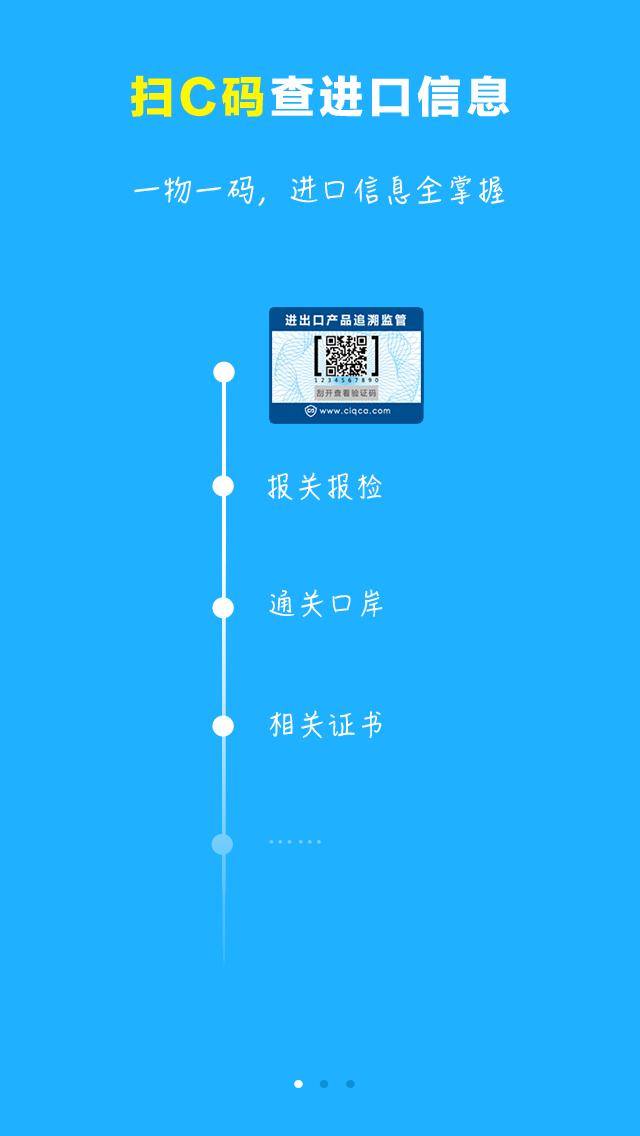 扫C码查进口信息
一物一码，进口信息全掌握
进出口产品追溯监管
1234567890
刮开查看验证码
www.ciqca.com
报关报检
通关口岸
相关证书
……